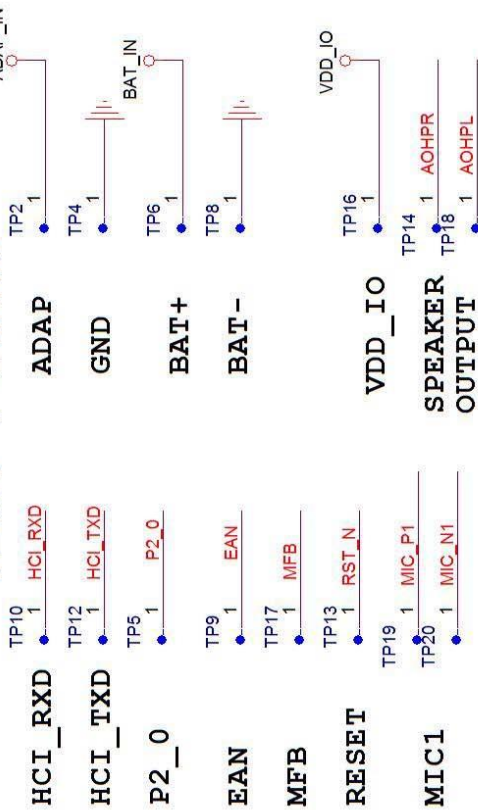 HCI_RXD TP10 1 HCI_RXD
HCI_TXD TP12 1 HCI_TXD
P2_0 TP5 1 P2_0
EAN TP9 1 EAN
MFB TP17 1 MFB
RESET TP13 1 RST_N
TP19 1 MIC_P1
MIC1 TP20 1 MIC_N1
ADAP TP2 1
GND TP4 1
BAT+ TP6 1 BAT_IN
BAT- TP8 1
VDD_IO TP16 1 VDD_IO
SPEAKER TP14 1 AOHPR
OUTPUT TP18 1 AOHPL